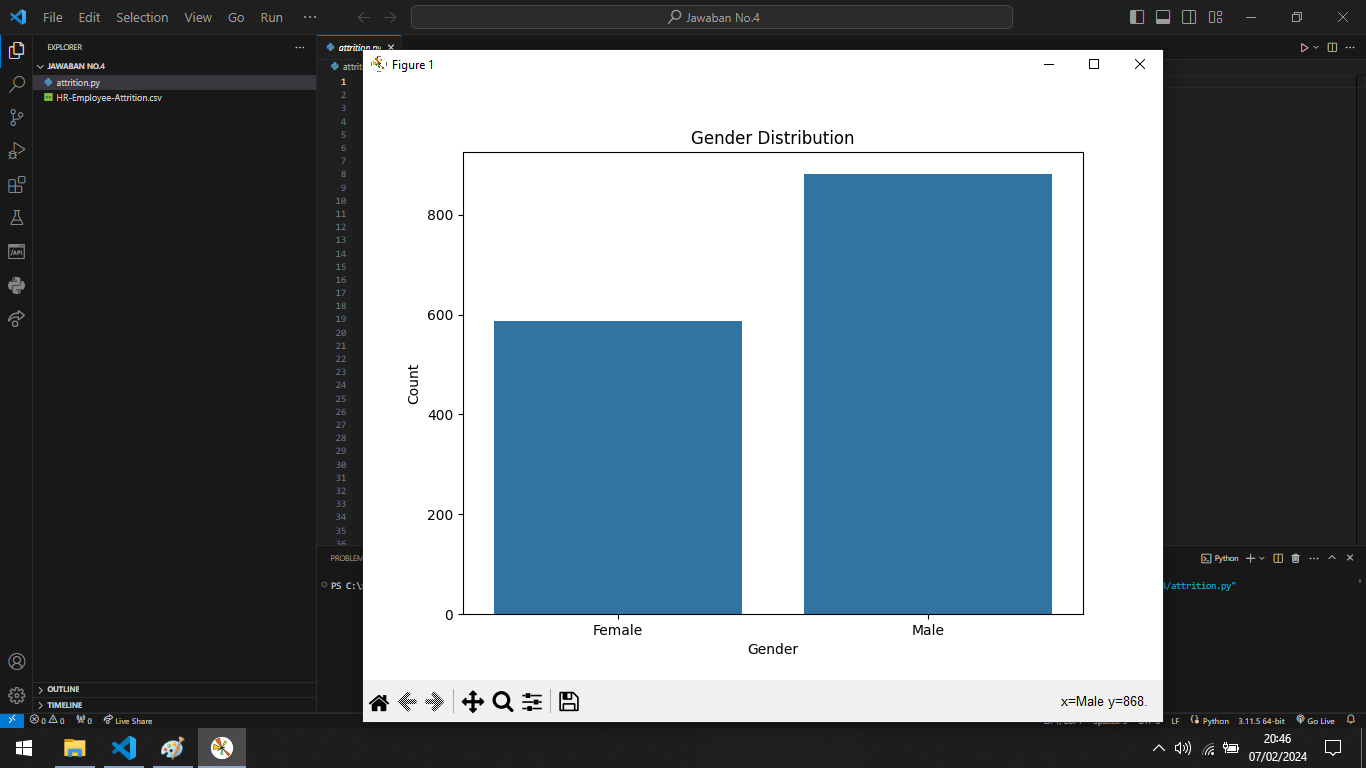 File Edit Selection View Go Run ··· Jawaban No.4
EXPLORER ···
JAWABAN NO.4
attrition.py
HR-Employee-Attrition.csv
OUTLINE
TIMELINE
attrition.py
1
2
3
4
5
6
7
8
9
10
11
12
13
14
15
16
17
18
19
20
21
22
23
24
25
26
27
28
29
30
31
32
33
34
35
36
Figure 1
Gender Distribution
Count
800
600
400
200
0
Female Male
Gender
x=Male y=868.
PROBLEM
Python
PS C:\
/attrition.py"
0 0 0 Live Share
LF Python 3.11.5 64-bit Go Live
20:46
07/02/2024